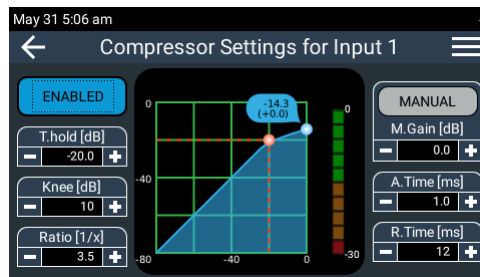 May 31 5:06 am
Compressor Settings for Input 1
ENABLED
T.hold [dB]
-20.0
Knee [dB]
10
Ratio [1/x]
3.5
-14.3
(+0.0)
0
-40
-80
-40
0
0
-30
MANUAL
M.Gain [dB]
0.0
A.Time [ms]
1.0
R.Time [ms]
12